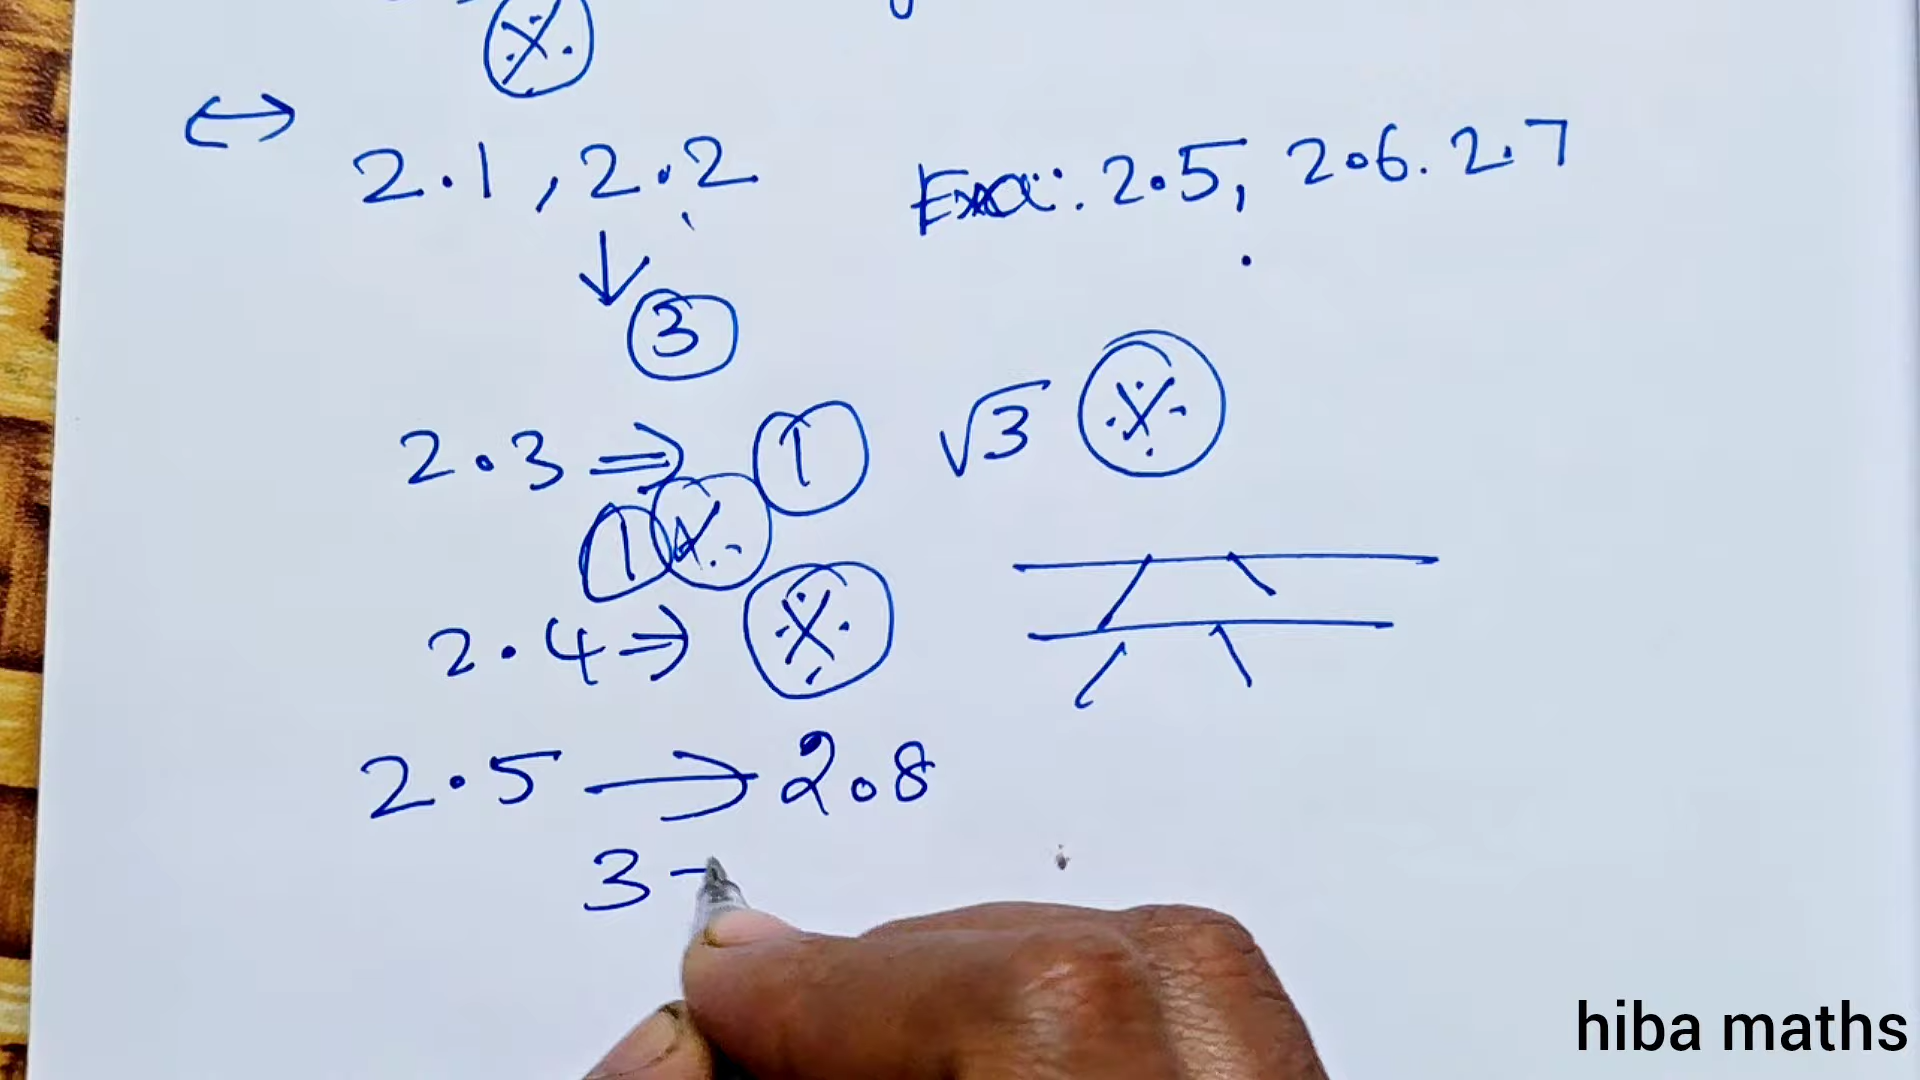 2.1, 2.2
Exa: 2.5, 2.6. 2.7
3
2.3 ⇒ 1
√3
1
2.4 ⇒
2.5 → 2.8
3 -
hiba maths